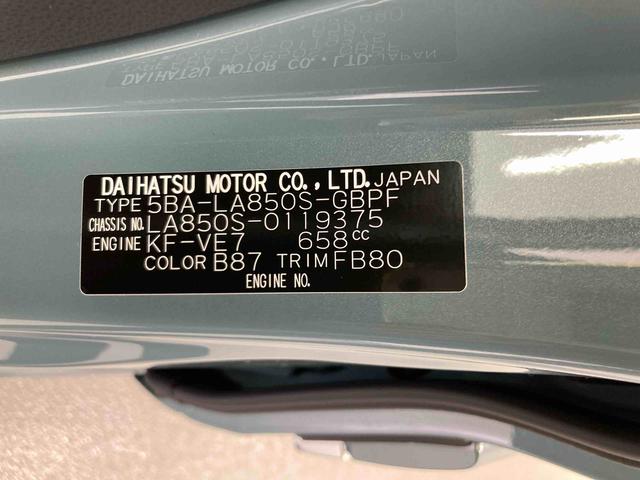 DAIHATSU MOTOR CO., LTD. JAPAN
TYPE 5BA-LA850S-GBPF
CHASSIS NO. LA850S-0119375
ENGINE KF-VE7 658CC
COLOR B87 TRIM FB80
ENGINE NO.